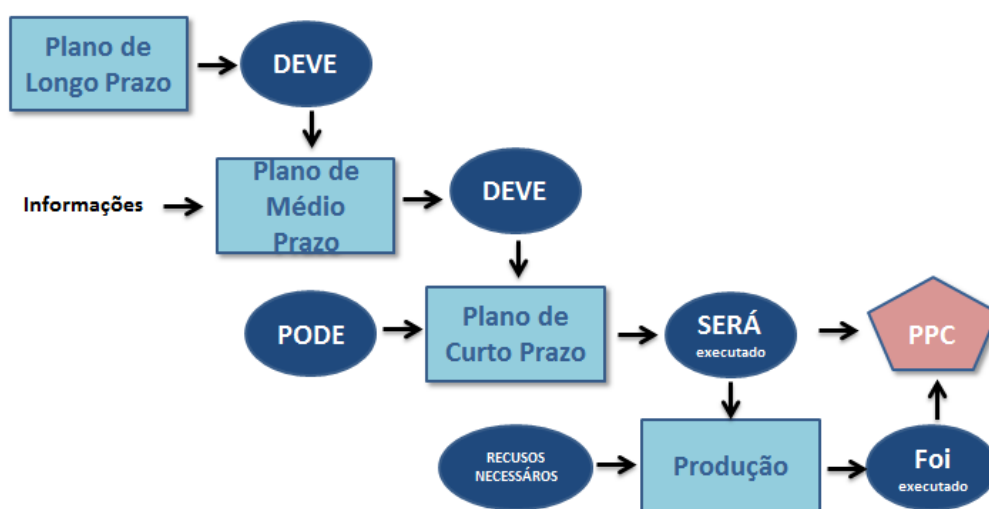 Plano de
Longo Prazo
DEVE
Informações
Plano de
Médio
Prazo
DEVE
PODE
Plano de
Curto Prazo
SERÁ
executado
PPC
RECUSOS
NECESSÁROS
Produção
Foi
executado